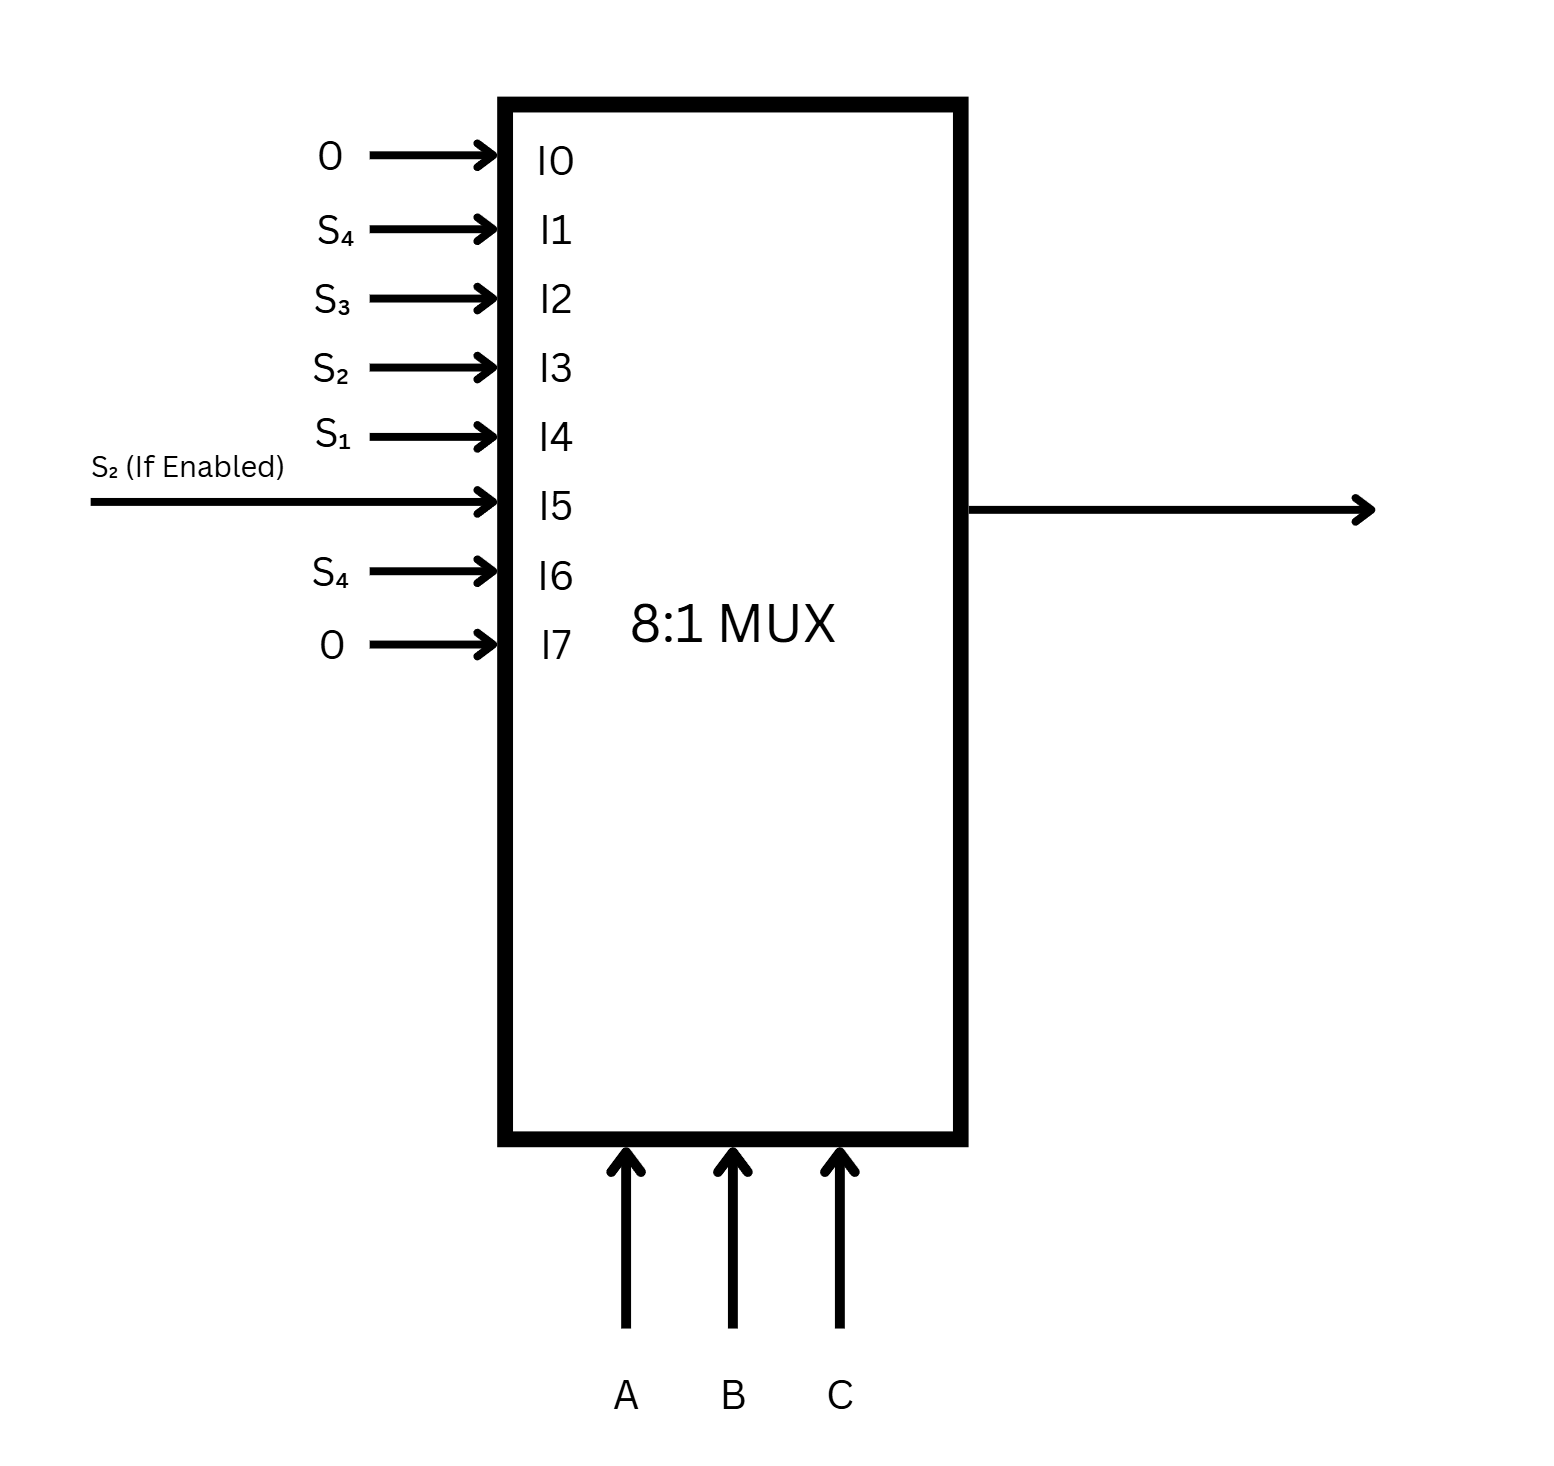 0 I0
S₄ I1
S₃ I2
S₂ I3
S₁ I4
S₂ (If Enabled)
I5
S₄ I6
8:1 MUX
0 I7
A B C